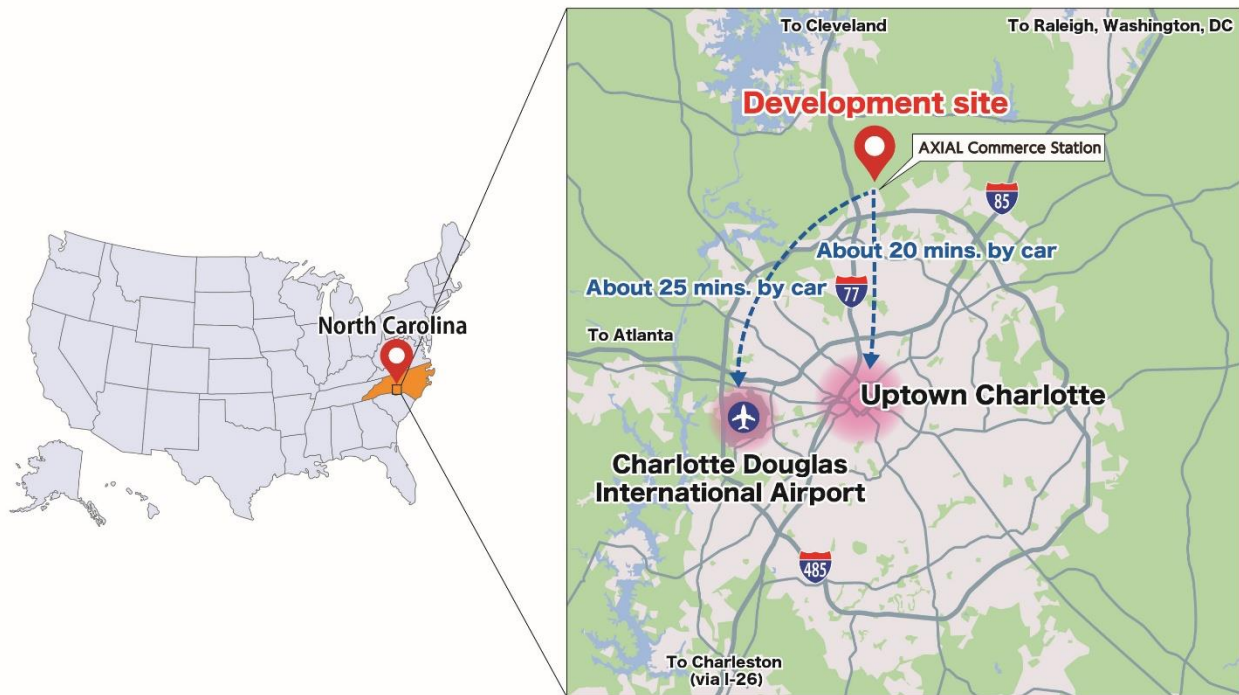 North Carolina
To Cleveland
To Raleigh, Washington, DC
Development site
AXIAL Commerce Station
85
About 20 mins. by car
About 25 mins. by car
77
To Atlanta
Uptown Charlotte
Charlotte Douglas
International Airport
485
To Charleston
(via I-26)